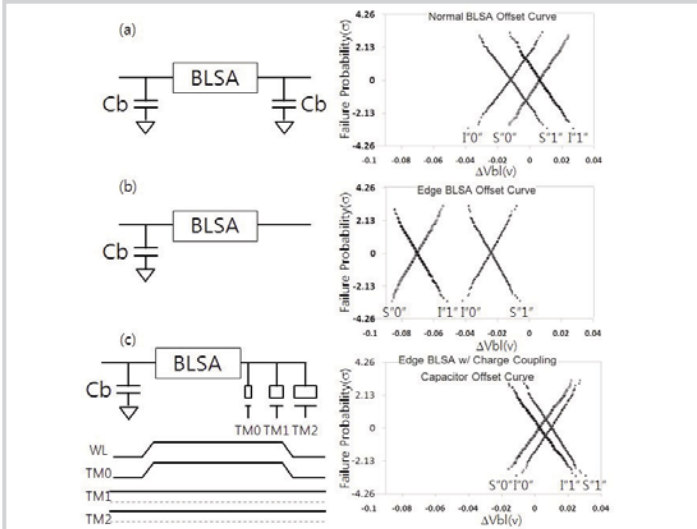 (a)
BLSA
Cb
Cb
Normal BLSA Offset Curve
Failure Probability(σ)
4.26
2.13
0
-2.13
-4.26
I"0" S"0" S"1" I"1"
-0.1 -0.08 -0.06 -0.04 -0.02 0 0.02 0.04
ΔVbl(v)
(b)
BLSA
Cb
Edge BLSA Offset Curve
Failure Probability(σ)
4.26
2.13
0
-2.13
-4.26
S"0" I"1" I"0" S"1"
-0.1 -0.08 -0.06 -0.04 -0.02 0 0.02 0.04
ΔVbl(v)
(c)
BLSA
Cb
TM0 TM1 TM2
WL
TM0
TM1
TM2
Edge BLSA w/ Charge Coupling
Capacitor Offset Curve
Failure Probability(σ)
4.26
2.13
0
-2.13
-4.26
S"0" I"0" I"1" S"1"
-0.1 -0.08 -0.06 -0.04 -0.02 0 0.02 0.04
ΔVbl(v)